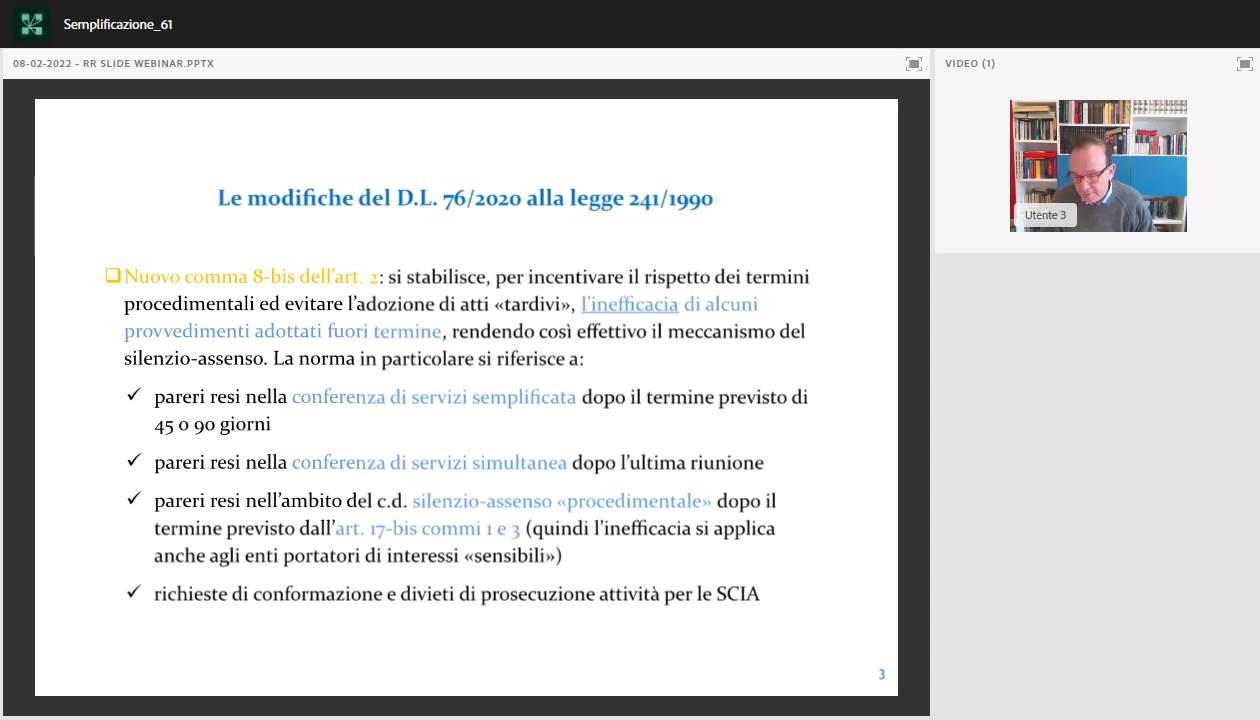 Semplificazione_61
08-02-2022 - RR SLIDE WEBINAR.PPTX
VIDEO (1)
Le modifiche del D.L. 76/2020 alla legge 241/1990
Nuovo comma 8-bis dell'art. 2: si stabilisce, per incentivare il rispetto dei termini
procedimentali ed evitare l'adozione di atti «tardivi», l'inefficacia di alcuni
provvedimenti adottati fuori termine, rendendo così effettivo il meccanismo del
silenzio-assenso. La norma in particolare si riferisce a:
✓ pareri resi nella conferenza di servizi semplificata dopo il termine previsto di
45 o 90 giorni
✓ pareri resi nella conferenza di servizi simultanea dopo l'ultima riunione
✓ pareri resi nell'ambito del c.d. silenzio-assenso «procedimentale» dopo il
termine previsto dall'art. 17-bis commi 1 e 3 (quindi l'inefficacia si applica
anche agli enti portatori di interessi «sensibili»)
✓ richieste di conformazione e divieti di prosecuzione attività per le SCIA
3
Utente 3